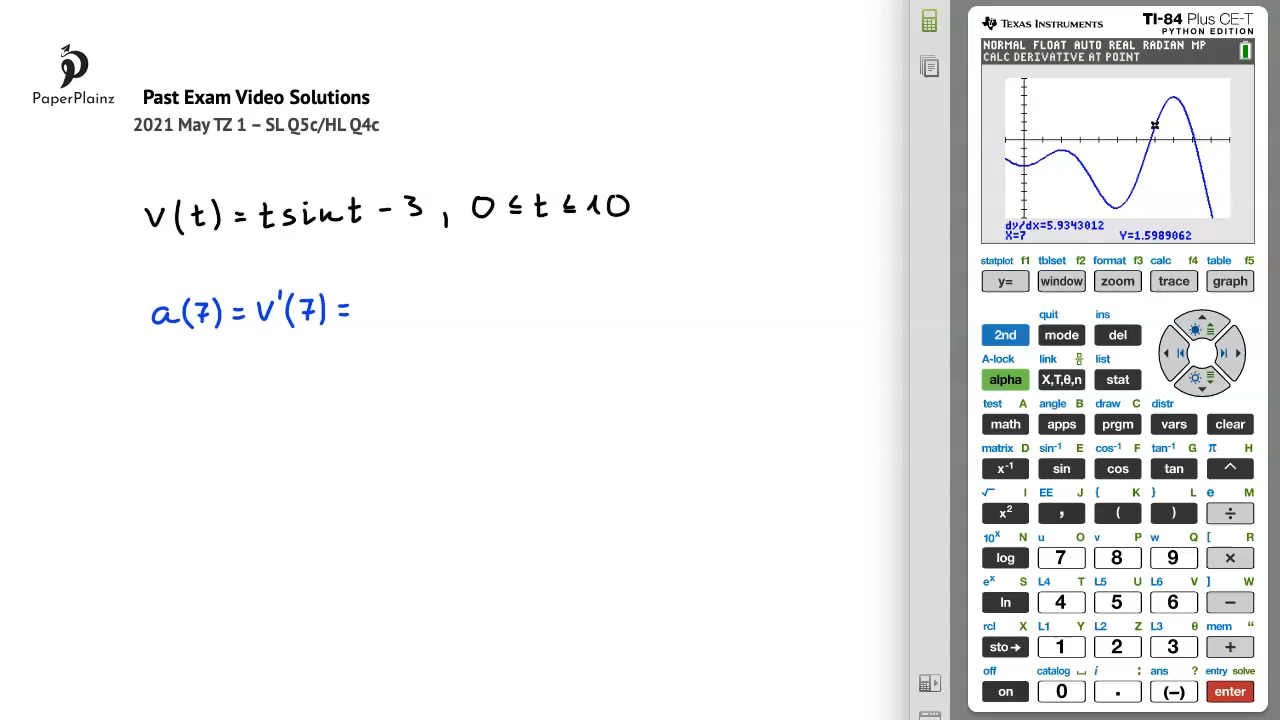 PaperPlainz
Past Exam Video Solutions
2021 May TZ 1 – SL Q5c/HL Q4c
v(t) = t sin t - 3 , 0 ≤ t ≤ 10
a(7) = v'(7) =
TEXAS INSTRUMENTS
TI-84 Plus CE-T
PYTHON EDITION
NORMAL FLOAT AUTO REAL RADIAN MP
CALC DERIVATIVE AT POINT
dy/dx=5.9343012
X=7 Y=1.5989062
statplot f1 tblset f2 format f3 calc f4 table f5
y= window zoom trace graph
quit ins
2nd mode del
A-lock link list
alpha X,T,θ,n stat
test A angle B draw C distr
math apps prgm vars clear
matrix D sin⁻¹ E cos⁻¹ F tan⁻¹ G π H
x⁻¹ sin cos tan ^
√ I EE J { K } L e M
x² , ( ) ÷
10ˣ N u O v P w Q [ R
log 7 8 9 ×
eˣ S L4 T L5 U L6 V ] W
ln 4 5 6 −
rcl X L1 Y L2 Z L3 θ mem “
sto→ 1 2 3 +
off catalog ⎵ i : ans ? entry solve
on 0 . (−) enter